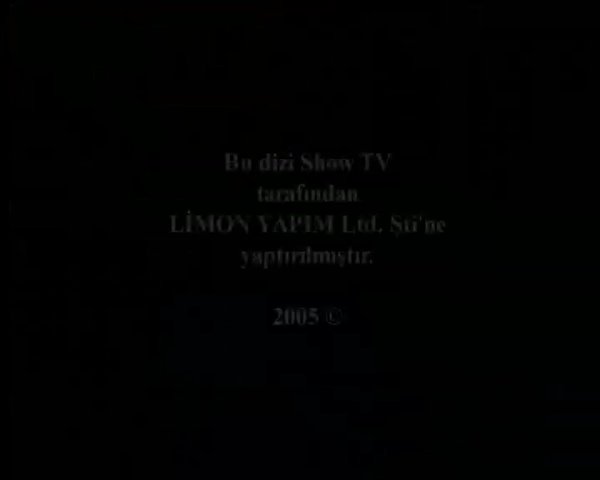 Bu dizi Show TV
tarafından
LİMON YAPIM Ltd. Şti'ne
yaptırılmıştır.
2005 ©